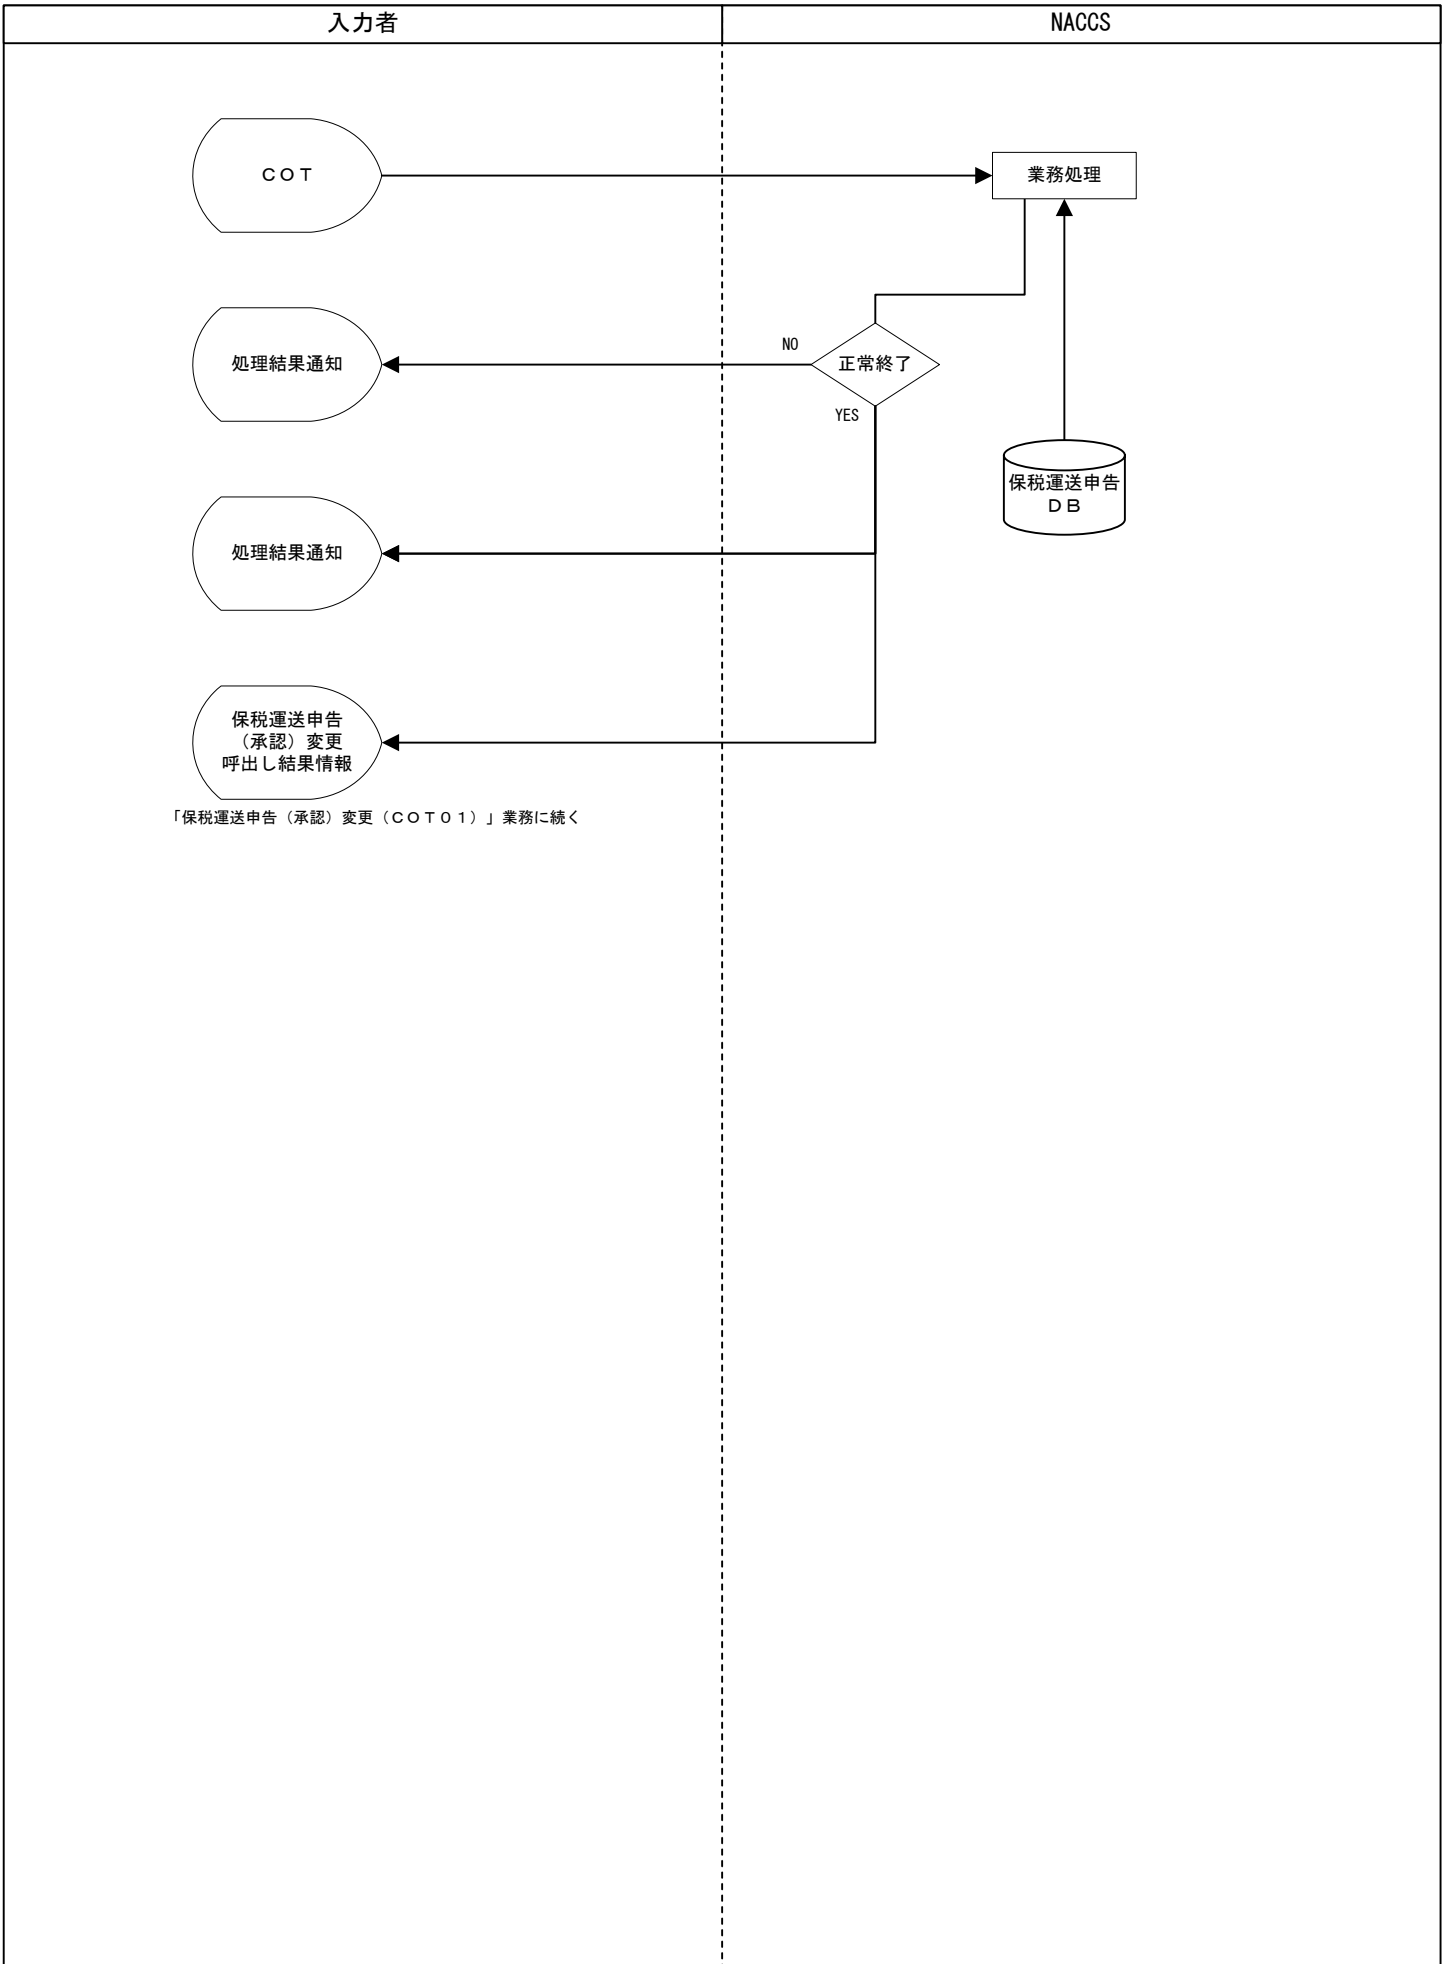 入力者
NACCS
ＣＯＴ
業務処理
NO
処理結果通知
正常終了
YES
保税運送申告
ＤＢ
処理結果通知
保税運送申告
（承認）変更
呼出し結果情報
「保税運送申告（承認）変更（ＣＯＴ０１）」業務に続く